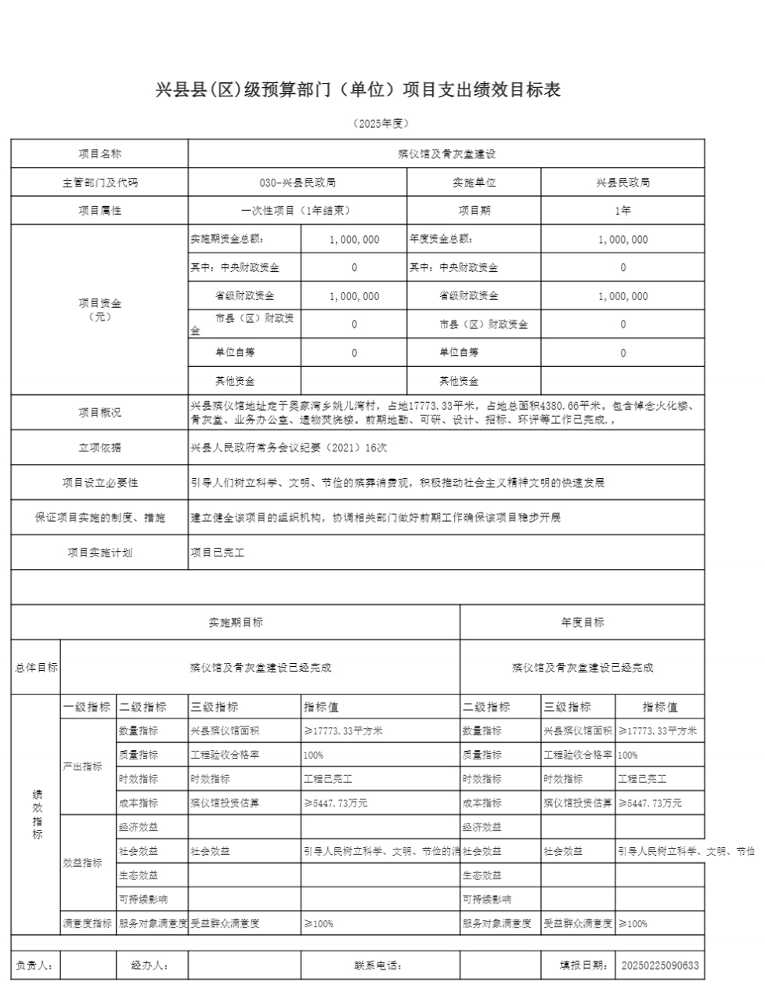 兴县县(区)级预算部门（单位）项目支出绩效目标表
（2025年度）
项目名称 殡仪馆及骨灰堂建设
主管部门及代码 030-兴县民政局 实施单位 兴县民政局
项目属性 一次性项目（1年结束） 项目期 1年
项目资金
（元）
实施期资金总额： 1,000,000 年度资金总额： 1,000,000
其中：中央财政资金 0 其中：中央财政资金 0
省级财政资金 1,000,000 省级财政资金 1,000,000
市县（区）财政资
金 0 市县（区）财政资金 0
单位自筹 0 单位自筹 0
其他资金 其他资金
项目概况 兴县殡仪馆地址定于奥家湾乡姚儿湾村，占地17773.33平米，占地总面积4380.66平米。包含悼念火化楼、
骨灰堂、业务办公室、遗物焚烧楼。前期地勘、可研、设计、招标、环评等工作已完成.，
立项依据 兴县人民政府常务会议纪要（2021）16次
项目设立必要性 引导人们树立科学、文明、节俭的殡葬消费观，积极推动社会主义精神文明的快速发展
保证项目实施的制度、措施 建立健全该项目的组织机构，协调相关部门做好前期工作确保该项目稳步开展
项目实施计划 项目已完工
实施期目标 年度目标
总体目标 殡仪馆及骨灰堂建设已经完成 殡仪馆及骨灰堂建设已经完成
绩效指标
一级指标 二级指标 三级指标 指标值 二级指标 三级指标 指标值
产出指标
数量指标 兴县殡仪馆面积 ≥17773.33平方米 数量指标 兴县殡仪馆面积 ≥17773.33平方米
质量指标 工程验收合格率 100% 质量指标 工程验收合格率 100%
时效指标 时效指标 工程已完工 时效指标 时效指标 工程已完工
成本指标 殡仪馆投资估算 ≥5447.73万元 成本指标 殡仪馆投资估算 ≥5447.73万元
效益指标
经济效益 经济效益
社会效益 社会效益 引导人民树立科学、文明、节俭的消 社会效益 社会效益 引导人民树立科学、文明、节俭
生态效益 生态效益
可持续影响 可持续影响
满意度指标 服务对象满意度 受益群众满意度 ≥100% 服务对象满意度 受益群众满意度 ≥100%
负责人： 经办人： 联系电话： 填报日期： 20250225090633